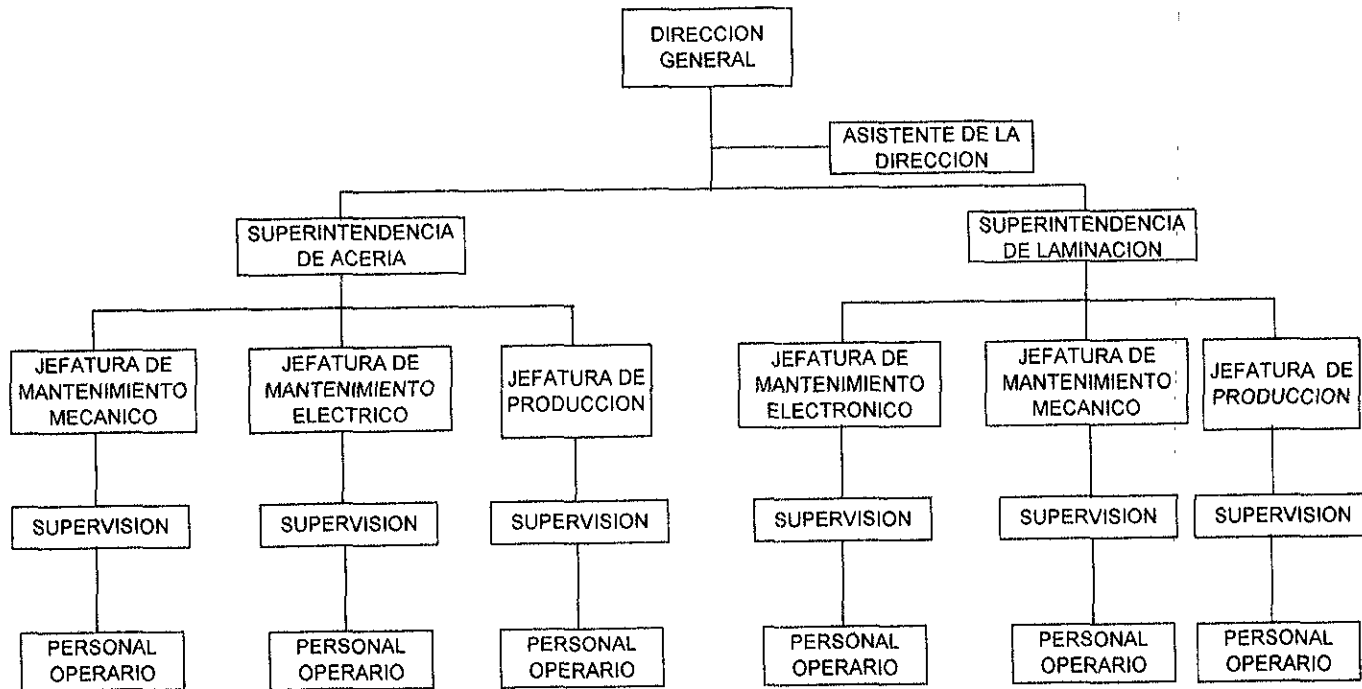 DIRECCION
GENERAL
ASISTENTE DE LA
DIRECCION
SUPERINTENDENCIA
DE ACERIA
SUPERINTENDENCIA
DE LAMINACION
JEFATURA DE
MANTENIMIENTO
MECANICO
JEFATURA DE
MANTENIMIENTO
ELECTRICO
JEFATURA DE
PRODUCCION
JEFATURA DE
MANTENIMIENTO
ELECTRONICO
JEFATURA DE
MANTENIMIENTO
MECANICO
JEFATURA DE
PRODUCCION
SUPERVISION
SUPERVISION
SUPERVISION
SUPERVISION
SUPERVISION
SUPERVISION
PERSONAL
OPERARIO
PERSONAL
OPERARIO
PERSONAL
OPERARIO
PERSONAL
OPERARIO
PERSONAL
OPERARIO
PERSONAL
OPERARIO